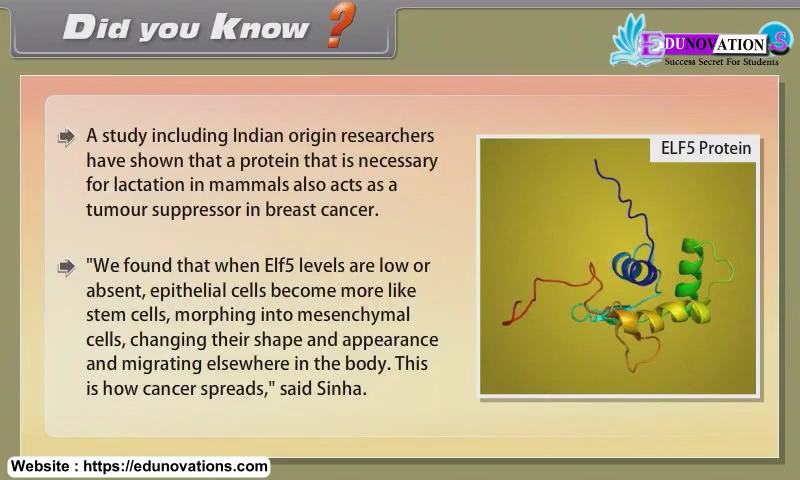 Did you Know ?
EDUNOVATION.S
Success Secret For Students
A study including Indian origin researchers
have shown that a protein that is necessary
for lactation in mammals also acts as a
tumour suppressor in breast cancer.
"We found that when Elf5 levels are low or
absent, epithelial cells become more like
stem cells, morphing into mesenchymal
cells, changing their shape and appearance
and migrating elsewhere in the body. This
is how cancer spreads," said Sinha.
ELF5 Protein
Website : https://edunovations.com